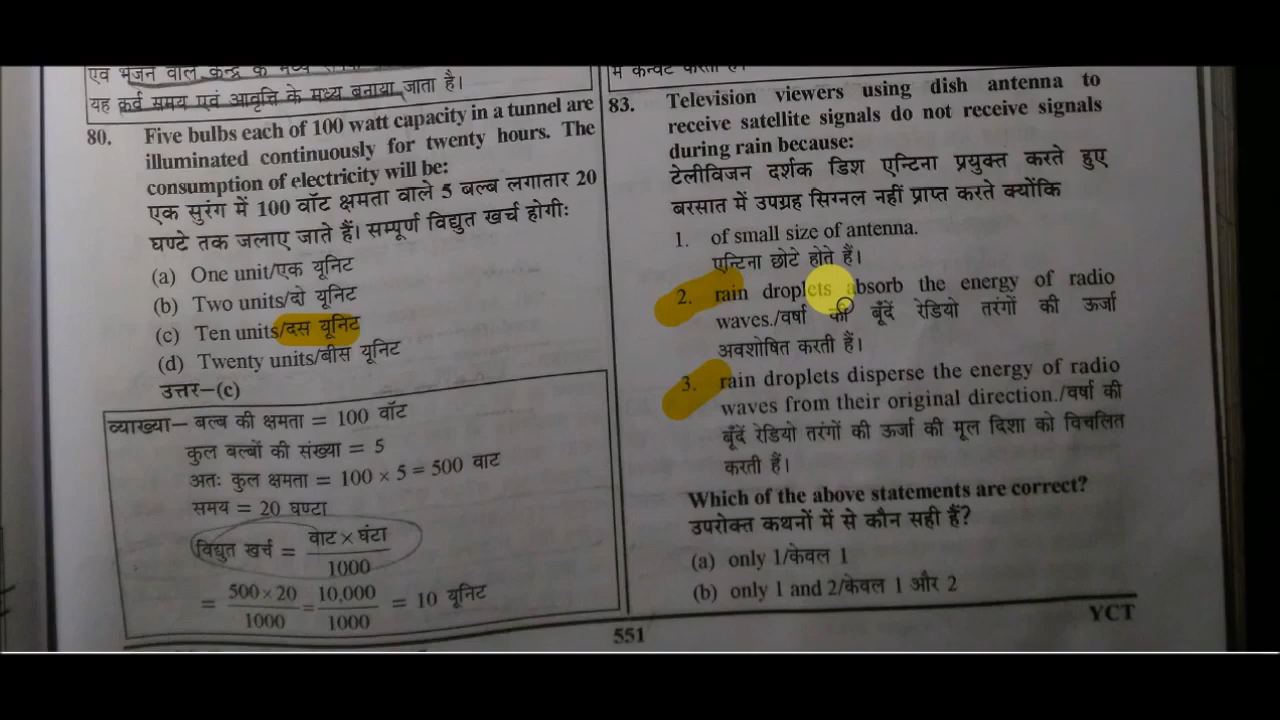 एवं भंजन वाले केन्द्र के मध्य
यह कर्व समय एवं आवृत्ति के मध्य बनाया जाता है।
80. Five bulbs each of 100 watt capacity in a tunnel are
illuminated continuously for twenty hours. The
consumption of electricity will be:
एक सुरंग में 100 वॉट क्षमता वाले 5 बल्ब लगातार 20
घण्टे तक जलाए जाते हैं। सम्पूर्ण विद्युत खर्च होगीः
(a) One unit/एक यूनिट
(b) Two units/दो यूनिट
(c) Ten units/दस यूनिट
(d) Twenty units/बीस यूनिट
उत्तर–(c)
व्याख्या– बल्ब की क्षमता = 100 वॉट
कुल बल्बों की संख्या = 5
अतः कुल क्षमता = 100 × 5 = 500 वाट
समय = 20 घण्टा
विद्युत खर्च = वाट × घंटा
1000
= 500×20 = 10,000 = 10 यूनिट
1000 1000
में कन्वर्ट करता है।
83. Television viewers using dish antenna to
receive satellite signals do not receive signals
during rain because:
टेलीविजन दर्शक डिश एन्टिना प्रयुक्त करते हुए
बरसात में उपग्रह सिग्नल नहीं प्राप्त करते क्योंकि
1. of small size of antenna.
एन्टिना छोटे होते हैं।
2. rain droplets absorb the energy of radio
waves./वर्षा की बूँदें रेडियो तरंगों की ऊर्जा
अवशोषित करती हैं।
3. rain droplets disperse the energy of radio
waves from their original direction./वर्षा की
बूँदें रेडियो तरंगों की ऊर्जा की मूल दिशा को विचलित
करती हैं।
Which of the above statements are correct?
उपरोक्त कथनों में से कौन सही हैं?
(a) only 1/केवल 1
(b) only 1 and 2/केवल 1 और 2
551
YCT